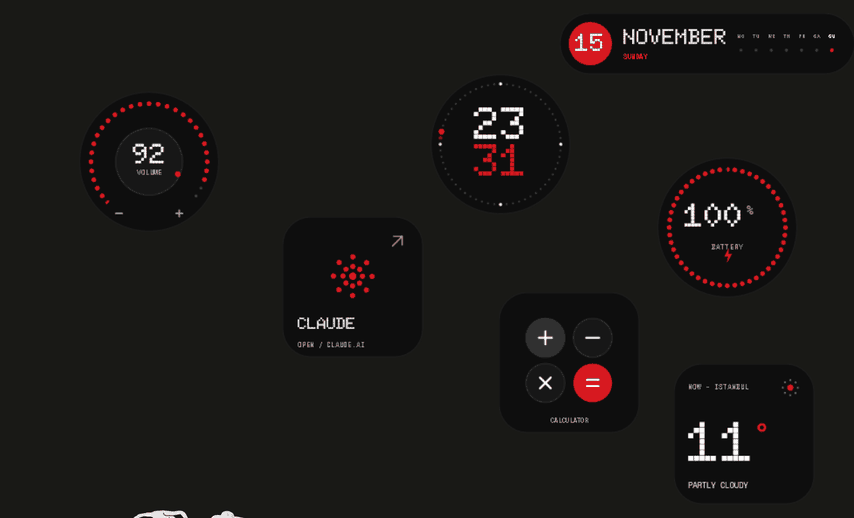 15
NOVEMBER
SUNDAY
MO TU WE TH FR SA SU
92
VOLUME
− +
23
31
100%
BATTERY
CLAUDE
OPEN / CLAUDE.AI
+ −
× =
CALCULATOR
NOW - ISTANBUL
11°
PARTLY CLOUDY